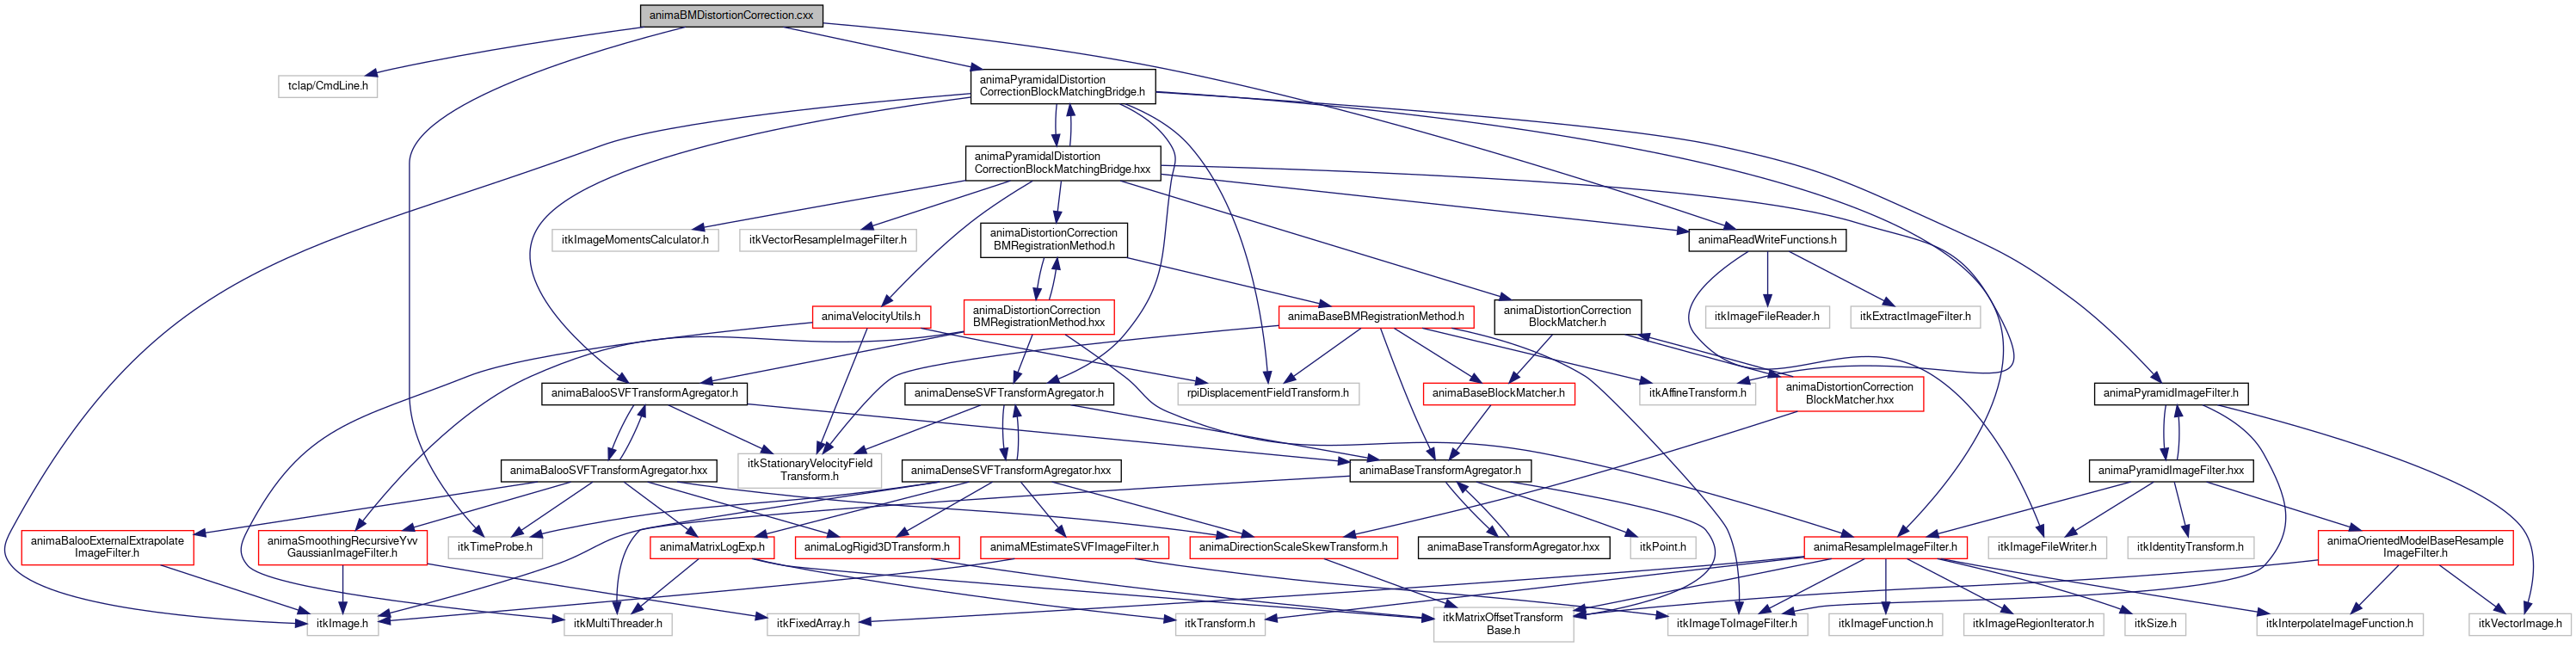 animaBMDistortionCorrection.cxx
tclap/CmdLine.h
animaPyramidalDistortion
CorrectionBlockMatchingBridge.h
animaPyramidalDistortion
CorrectionBlockMatchingBridge.hxx
itkImageMomentsCalculator.h
itkVectorResampleImageFilter.h
animaDistortionCorrection
BMRegistrationMethod.h
animaReadWriteFunctions.h
animaVelocityUtils.h
animaDistortionCorrection
BMRegistrationMethod.hxx
animaBaseBMRegistrationMethod.h
animaDistortionCorrection
BlockMatcher.h
itkImageFileReader.h
itkExtractImageFilter.h
animaBalooSVFTransformAgregator.h
animaDenseSVFTransformAgregator.h
rpiDisplacementFieldTransform.h
animaBaseBlockMatcher.h
itkAffineTransform.h
animaDistortionCorrection
BlockMatcher.hxx
animaPyramidImageFilter.h
animaBalooSVFTransformAgregator.hxx
itkStationaryVelocityField
Transform.h
animaDenseSVFTransformAgregator.hxx
animaBaseTransformAgregator.h
animaPyramidImageFilter.hxx
animaBalooExternalExtrapolate
ImageFilter.h
animaSmoothingRecursiveYvv
GaussianImageFilter.h
itkTimeProbe.h
animaMatrixLogExp.h
animaLogRigid3DTransform.h
animaMEstimateSVFImageFilter.h
animaDirectionScaleSkewTransform.h
animaBaseTransformAgregator.hxx
itkPoint.h
animaResampleImageFilter.h
itkImageFileWriter.h
itkIdentityTransform.h
animaOrientedModelBaseResample
ImageFilter.h
itkImage.h
itkMultiThreader.h
itkFixedArray.h
itkTransform.h
itkMatrixOffsetTransform
Base.h
itkImageToImageFilter.h
itkImageFunction.h
itkImageRegionIterator.h
itkSize.h
itkInterpolateImageFunction.h
itkVectorImage.h